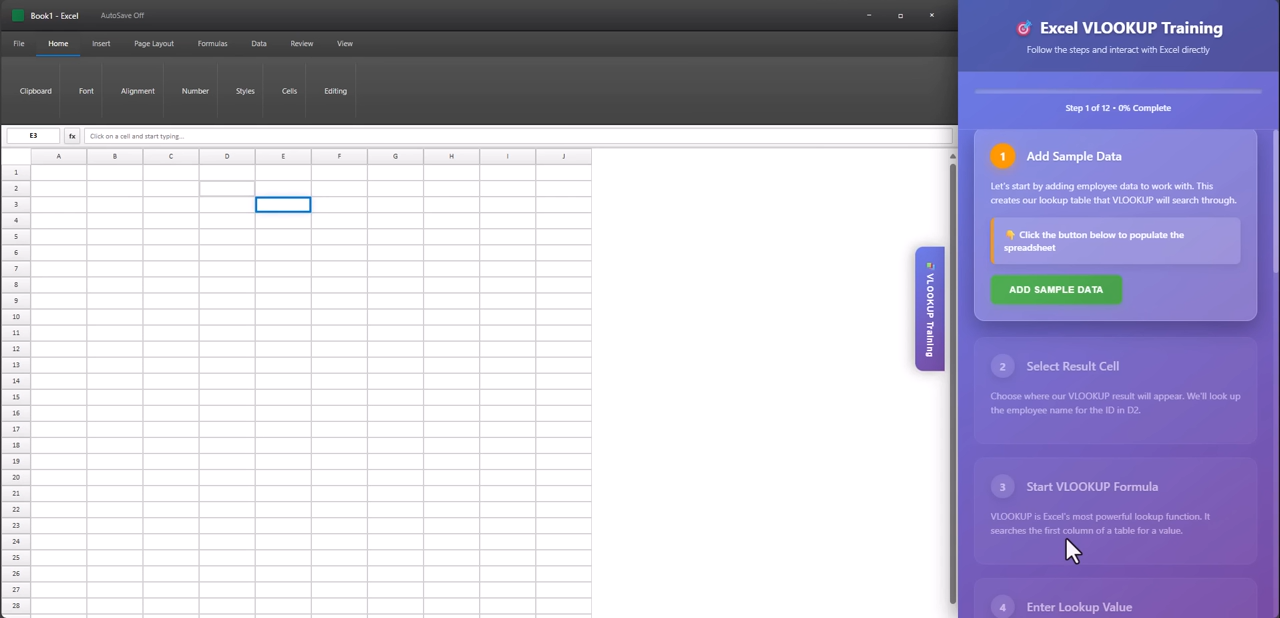 Book1 - Excel
AutoSave Off
File Home Insert Page Layout Formulas Data Review View
Clipboard Font Alignment Number Styles Cells Editing
E3 fx Click on a cell and start typing...
A B C D E F G H I J
1
2
3
4
5
6
7
8
9
10
11
12
13
14
15
16
17
18
19
20
21
22
23
24
25
26
27
28
VLOOKUP Training
Excel VLOOKUP Training
Follow the steps and interact with Excel directly
Step 1 of 12 • 0% Complete
1 Add Sample Data
Let's start by adding employee data to work with. This
creates our lookup table that VLOOKUP will search through.
👇 Click the button below to populate the
spreadsheet
ADD SAMPLE DATA
2 Select Result Cell
Choose where our VLOOKUP result will appear. We'll look up
the employee name for the ID in D2.
3 Start VLOOKUP Formula
VLOOKUP is Excel's most powerful lookup function. It
searches the first column of a table for a value.
4 Enter Lookup Value